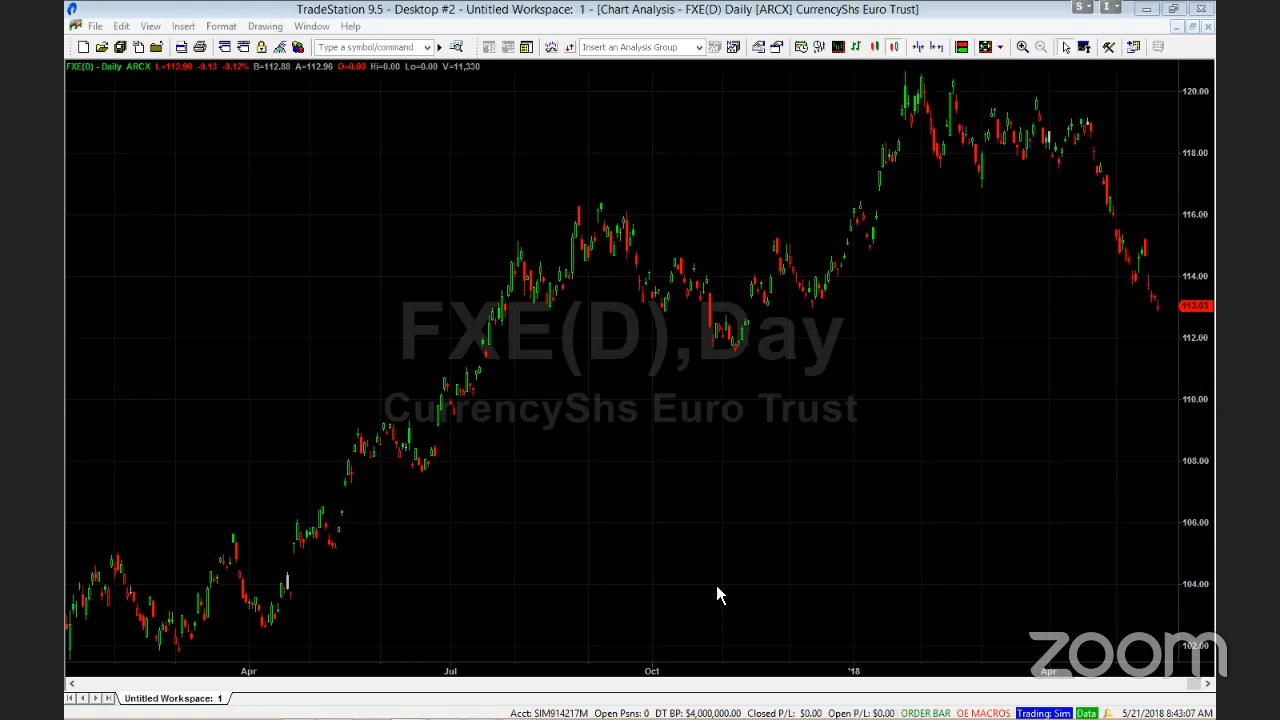 TradeStation 9.5 - Desktop #2 - Untitled Workspace: 1 - [Chart Analysis - FXE(D) Daily [ARCX] CurrencyShs Euro Trust]
S I
File Edit View Insert Format Drawing Window Help
Type a symbol/command Insert an Analysis Group
FXE(D) - Daily ARCX L=112.90 -0.13 -0.12% B=112.88 A=112.96 O=0.00 Hi=0.00 Lo=0.00 V=11,330
120.00
118.00
116.00
114.00
113.03
112.00
110.00
108.00
106.00
104.00
102.00
FXE(D),Day
CurrencyShs Euro Trust
zoom
Apr Jul Oct '18 Apr
Untitled Workspace: 1
Acct: SIM914217M Open Psns: 0 DT BP: $4,000,000.00 Closed P/L: $0.00 Open P/L: $0.00 ORDER BAR OE MACROS Trading: Sim Data 5/21/2018 8:43:07 AM